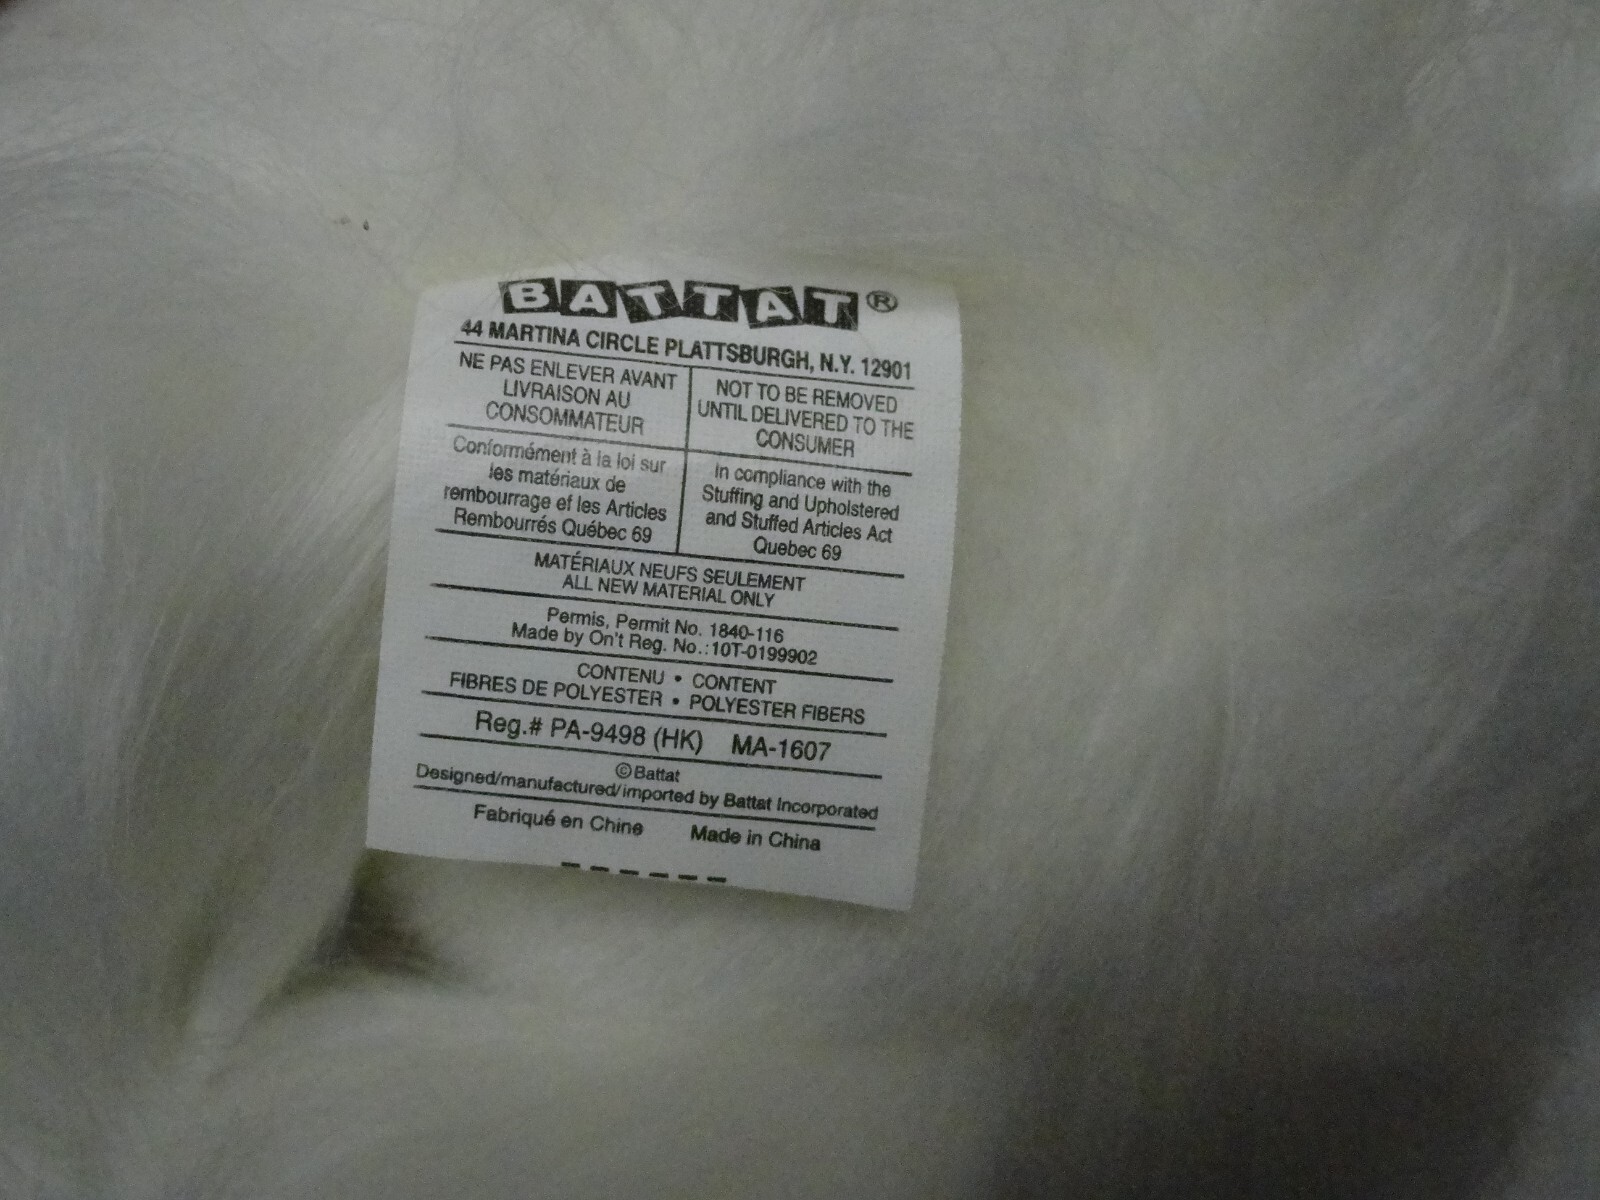 BATTAT®
44 MARTINA CIRCLE PLATTSBURGH, N.Y. 12901
NE PAS ENLEVER AVANT
LIVRAISON AU
CONSOMMATEUR
NOT TO BE REMOVED
UNTIL DELIVERED TO THE
CONSUMER
Conformément à la loi sur
les matériaux de
rembourrage et les Articles
Rembourrés Québec 69
In compliance with the
Stuffing and Upholstered
and Stuffed Articles Act
Quebec 69
MATÉRIAUX NEUFS SEULEMENT
ALL NEW MATERIAL ONLY
Permis, Permit No. 1840-116
Made by On't Reg. No.:10T-0199902
CONTENU • CONTENT
FIBRES DE POLYESTER • POLYESTER FIBERS
Reg.# PA-9498 (HK) MA-1607
©Battat
Designed/manufactured/imported by Battat Incorporated
Fabriqué en Chine Made in China